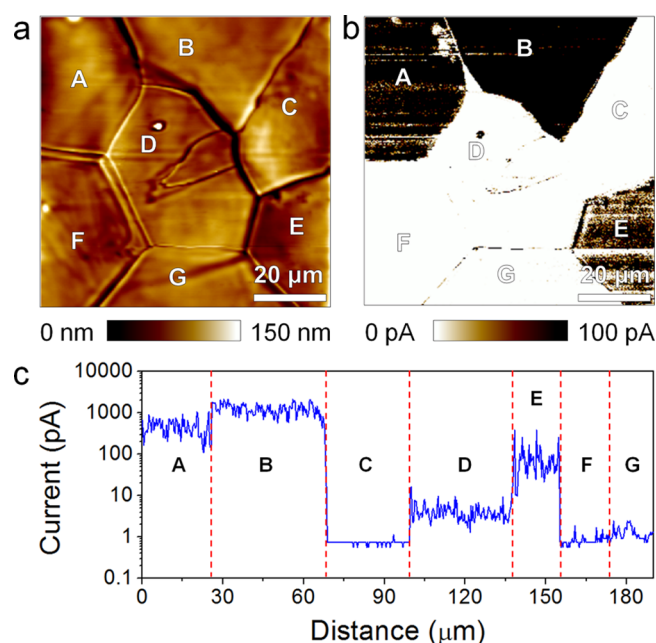 a
B
A
C
D
F
E
G
20 µm
0 nm
150 nm
b
B
A
C
D
F
E
G
20 µm
0 pA
100 pA
c
Current (pA)
10000
1000
100
10
1
0.1
A
B
C
D
E
F
G
0
30
60
90
120
150
180
Distance (µm)